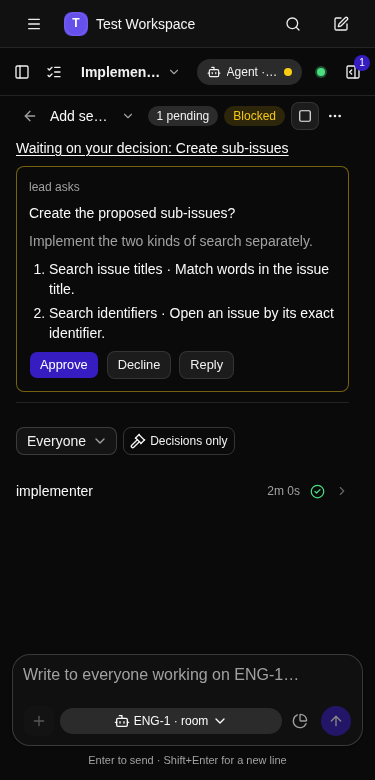 T Test Workspace
Implemen… Agent ·… 1
Add se… 1 pending Blocked
Waiting on your decision: Create sub-issues
lead asks
Create the proposed sub-issues?
Implement the two kinds of search separately.
1. Search issue titles · Match words in the issue
title.
2. Search identifiers · Open an issue by its exact
identifier.
Approve Decline Reply
Everyone Decisions only
implementer 2m 0s
Write to everyone working on ENG-1…
ENG-1 · room
Enter to send · Shift+Enter for a new line